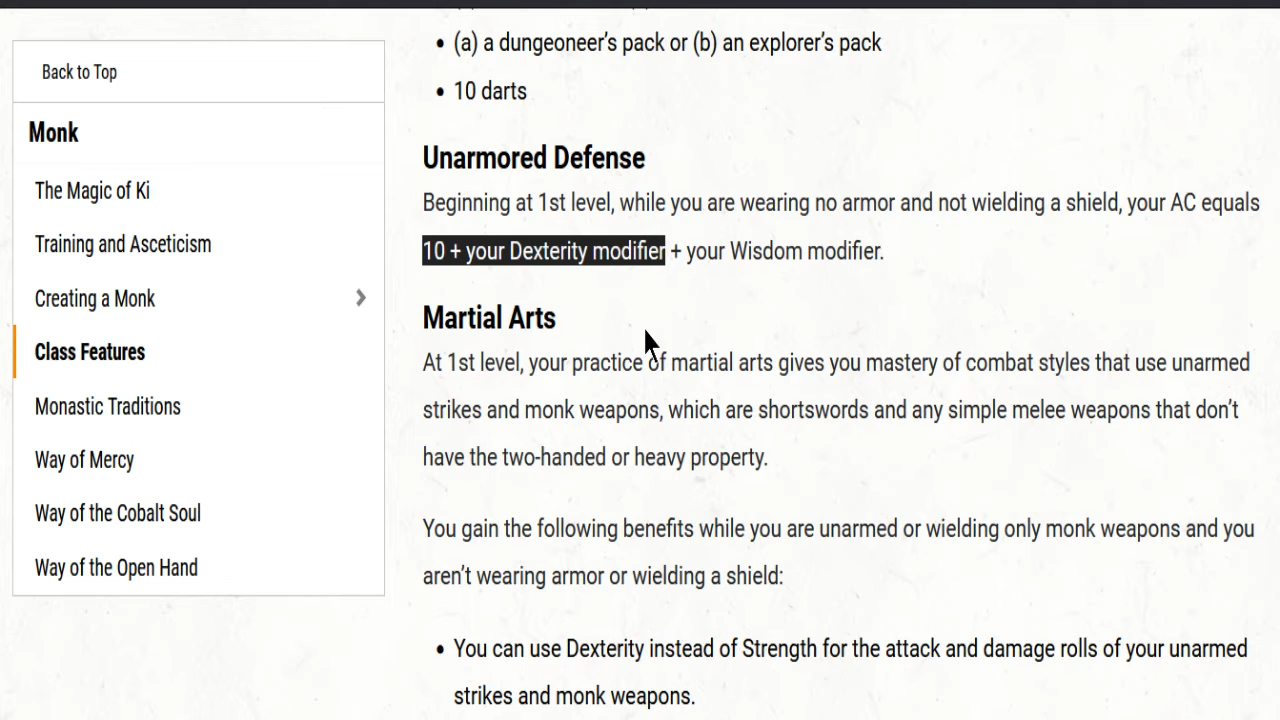 Back to Top
Monk
The Magic of Ki
Training and Asceticism
Creating a Monk
Class Features
Monastic Traditions
Way of Mercy
Way of the Cobalt Soul
Way of the Open Hand
• (a) a dungeoneer’s pack or (b) an explorer’s pack
• 10 darts
Unarmored Defense
Beginning at 1st level, while you are wearing no armor and not wielding a shield, your AC equals
10 + your Dexterity modifier + your Wisdom modifier.
Martial Arts
At 1st level, your practice of martial arts gives you mastery of combat styles that use unarmed
strikes and monk weapons, which are shortswords and any simple melee weapons that don’t
have the two-handed or heavy property.
You gain the following benefits while you are unarmed or wielding only monk weapons and you
aren’t wearing armor or wielding a shield:
• You can use Dexterity instead of Strength for the attack and damage rolls of your unarmed
strikes and monk weapons.